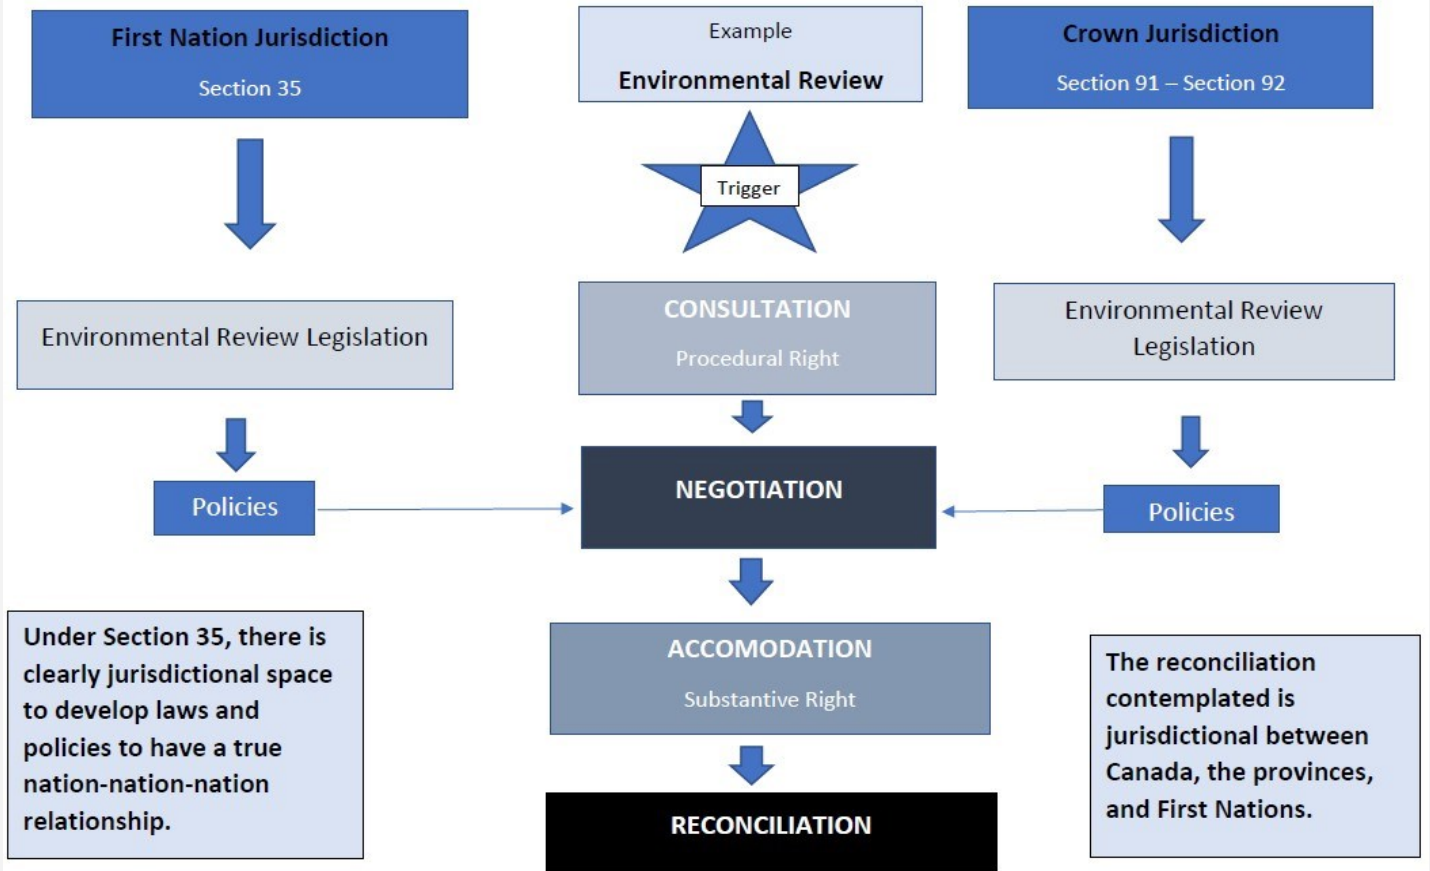 First Nation Jurisdiction
Section 35
Example
Environmental Review
Crown Jurisdiction
Section 91 – Section 92
Trigger
Environmental Review Legislation
CONSULTATION
Procedural Right
Environmental Review
Legislation
Policies
NEGOTIATION
Policies
Under Section 35, there is
clearly jurisdictional space
to develop laws and
policies to have a true
nation-nation-nation
relationship.
ACCOMODATION
Substantive Right
The reconciliation
contemplated is
jurisdictional between
Canada, the provinces,
and First Nations.
RECONCILIATION